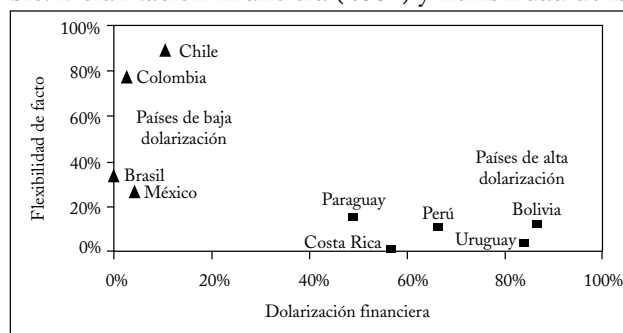 100%
Chile
80%
Colombia
Flexibilidad de facto
60%
Países de baja
dolarización
40%
Países de alta
dolarización
Brasil
México
20%
Paraguay
Perú
Bolivia
Costa Rica
Uruguay
0%
0% 20% 40% 60% 80% 100%
Dolarización financiera